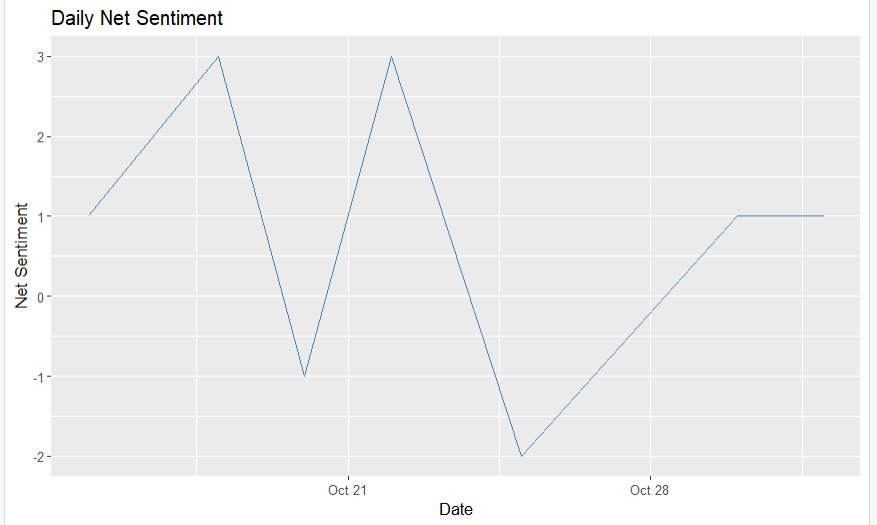 Daily Net Sentiment
Net Sentiment
3
2
1
0
-1
-2
Oct 21
Oct 28
Date